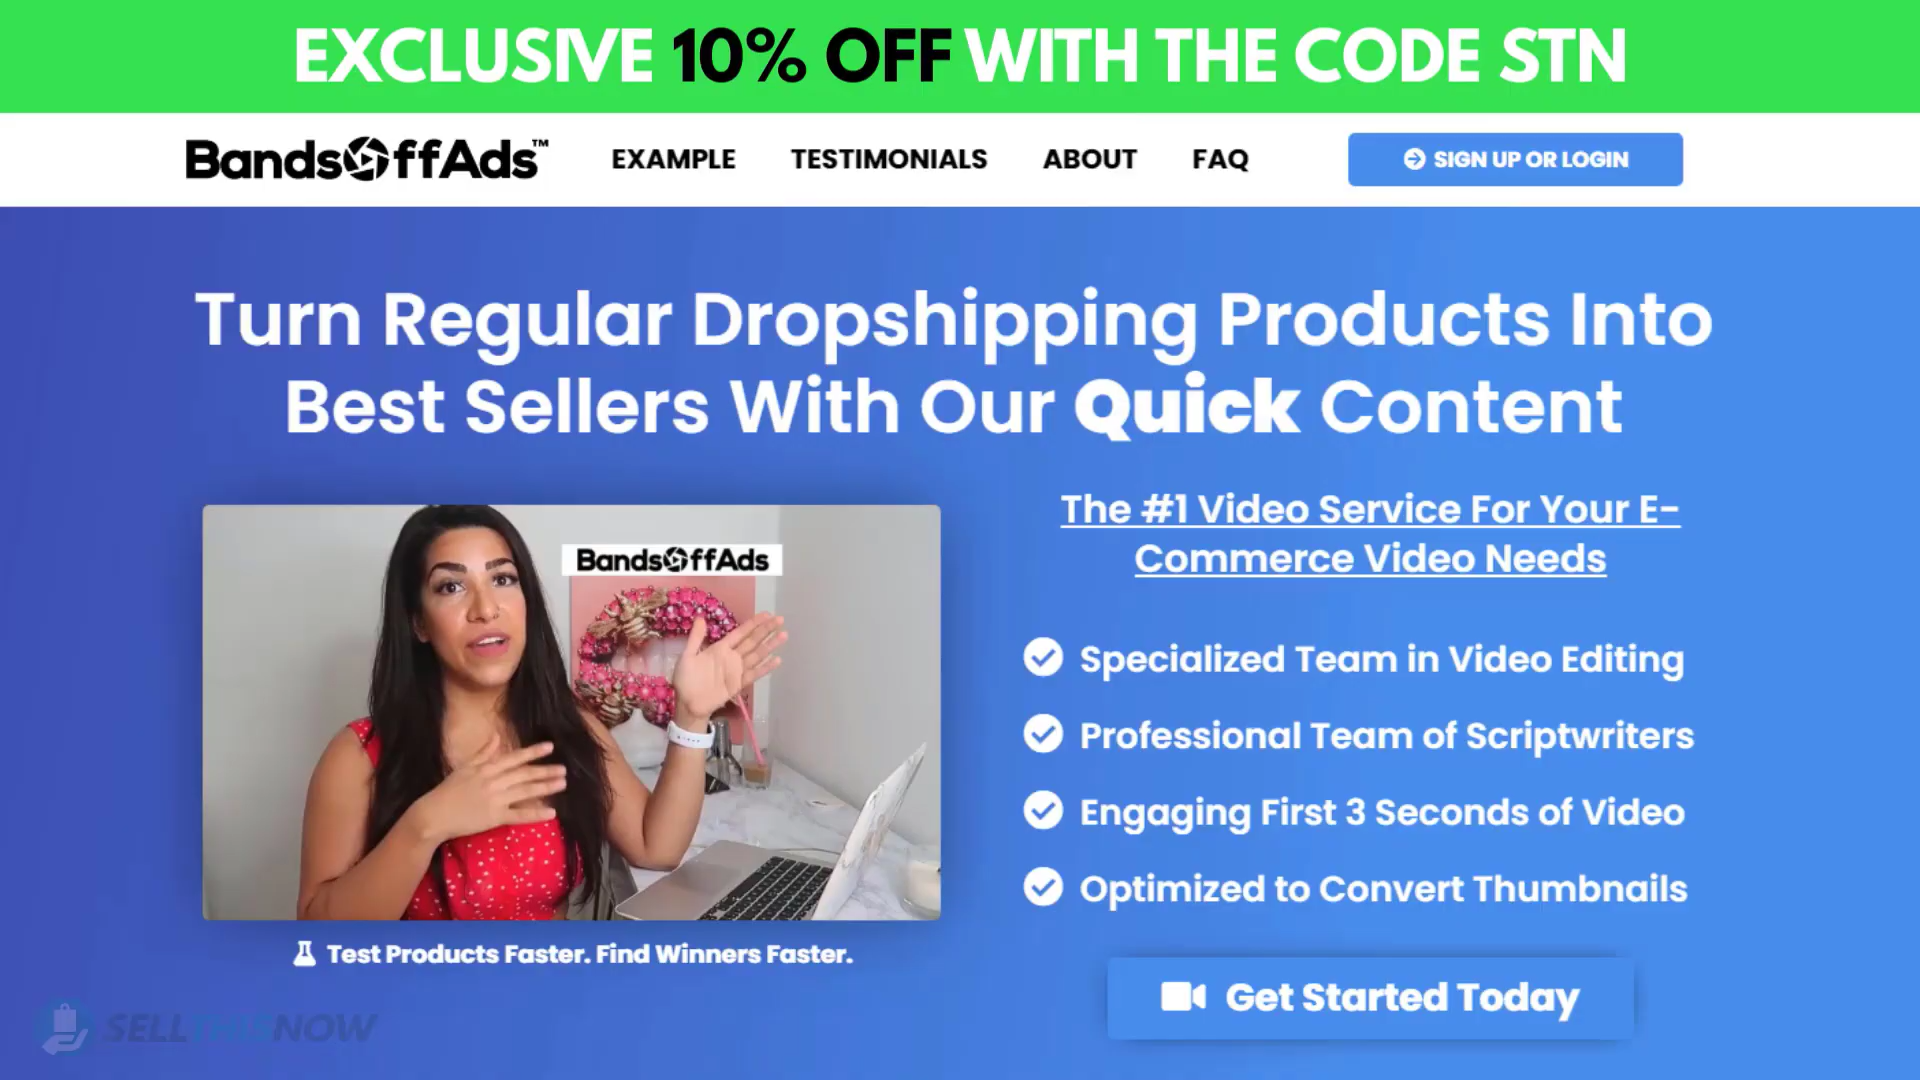 EXCLUSIVE 10% OFF WITH THE CODE STN
BandsOffAds™ EXAMPLE TESTIMONIALS ABOUT FAQ SIGN UP OR LOGIN
Turn Regular Dropshipping Products Into
Best Sellers With Our Quick Content
BandsOffAds
The #1 Video Service For Your E-
Commerce Video Needs
Specialized Team in Video Editing
Professional Team of Scriptwriters
Engaging First 3 Seconds of Video
Optimized to Convert Thumbnails
Test Products Faster. Find Winners Faster.
Get Started Today
SELLTHISNOW